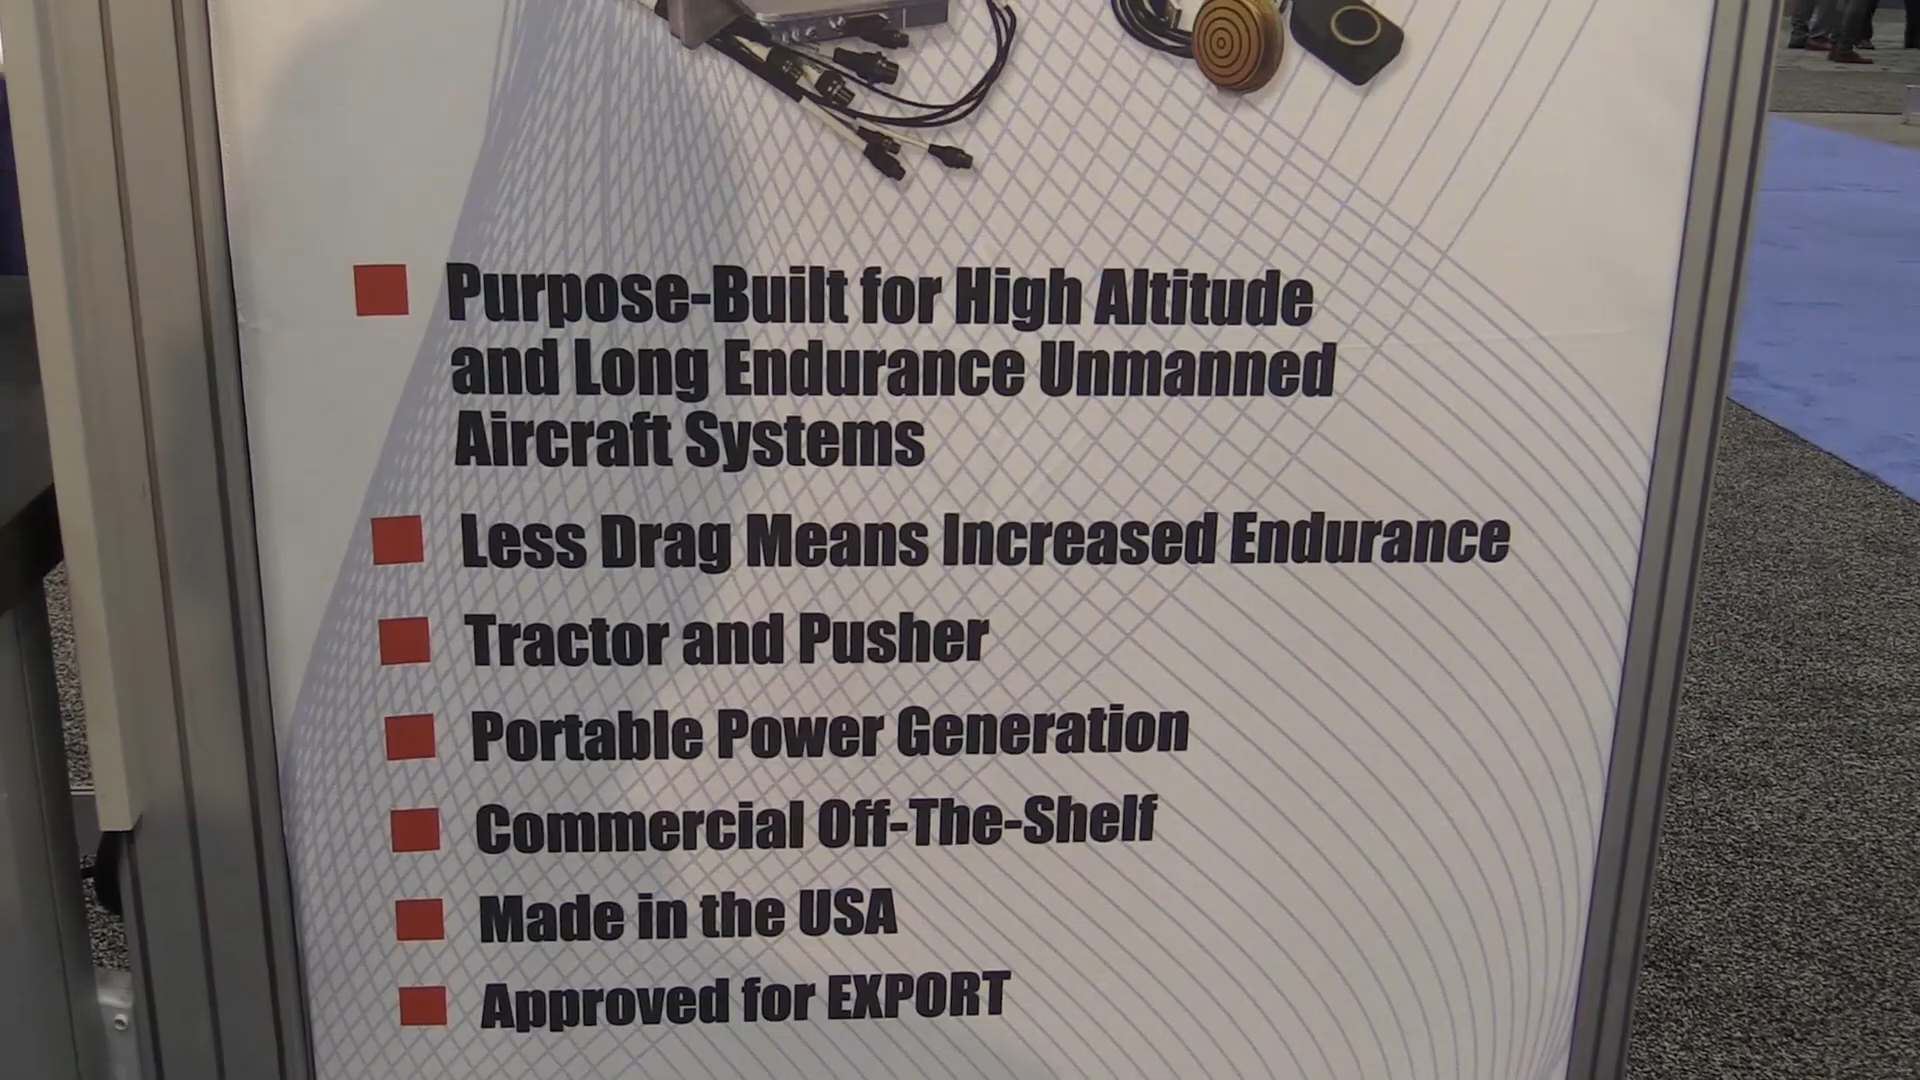 Purpose-Built for High Altitude
and Long Endurance Unmanned
Aircraft Systems
Less Drag Means Increased Endurance
Tractor and Pusher
Portable Power Generation
Commercial Off-The-Shelf
Made in the USA
Approved for EXPORT